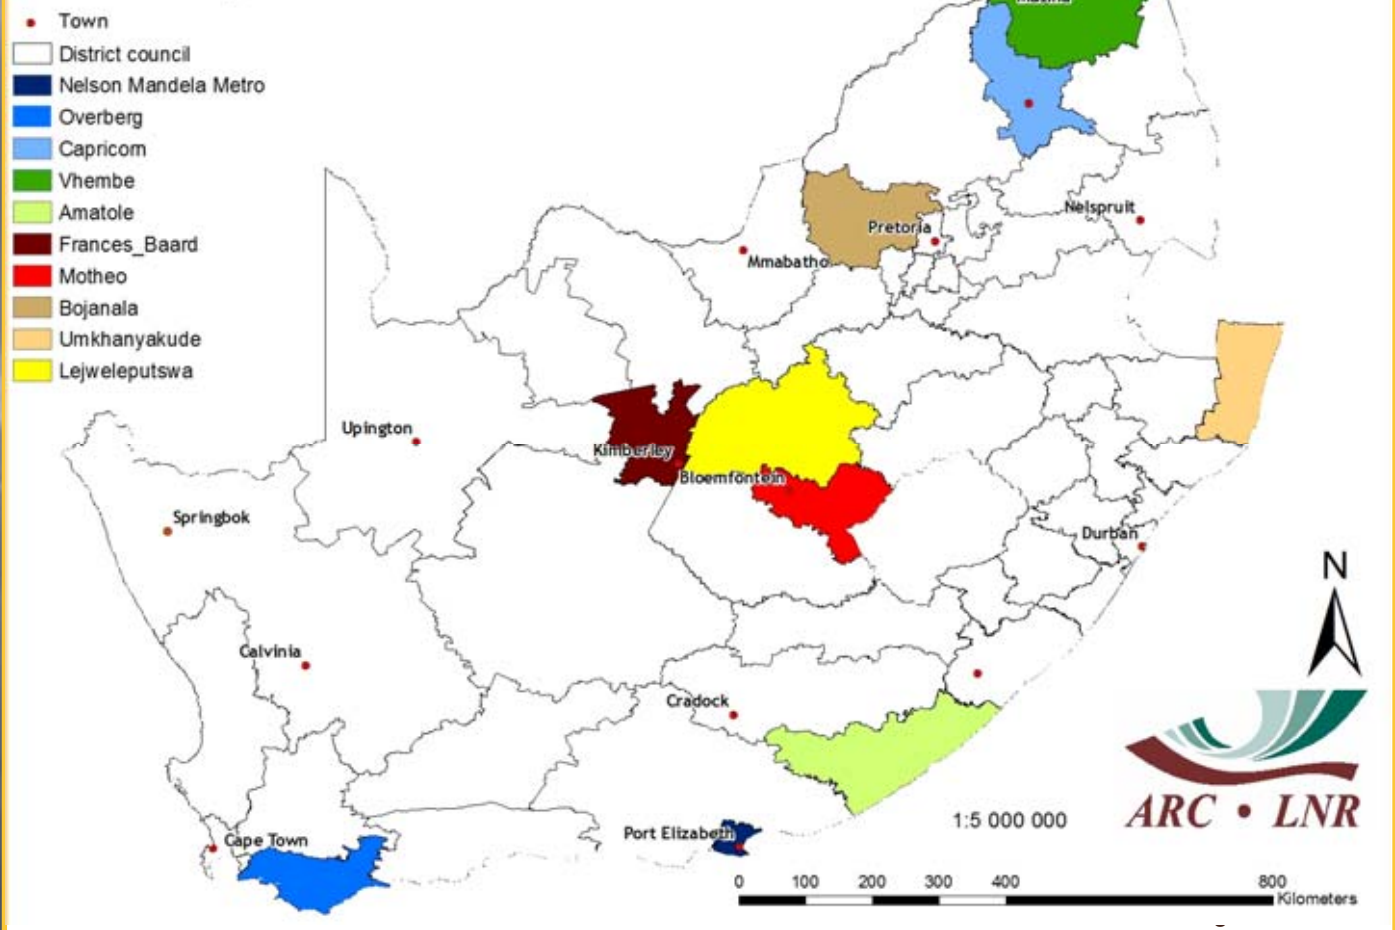 Town
District council
Nelson Mandela Metro
Overberg
Capricorn
Vhembe
Amatole
Frances_Baard
Motheo
Bojanala
Umkhanyakude
Lejweleputswa
Nelspruit
Pretoria
Mmabatho
Upington
Kimberley
Bloemfontein
Springbok
Durban
N
Calvinia
Cradock
ARC • LNR
1:5 000 000
Port Elizabeth
Cape Town
0 100 200 300 400 800
Kilometers